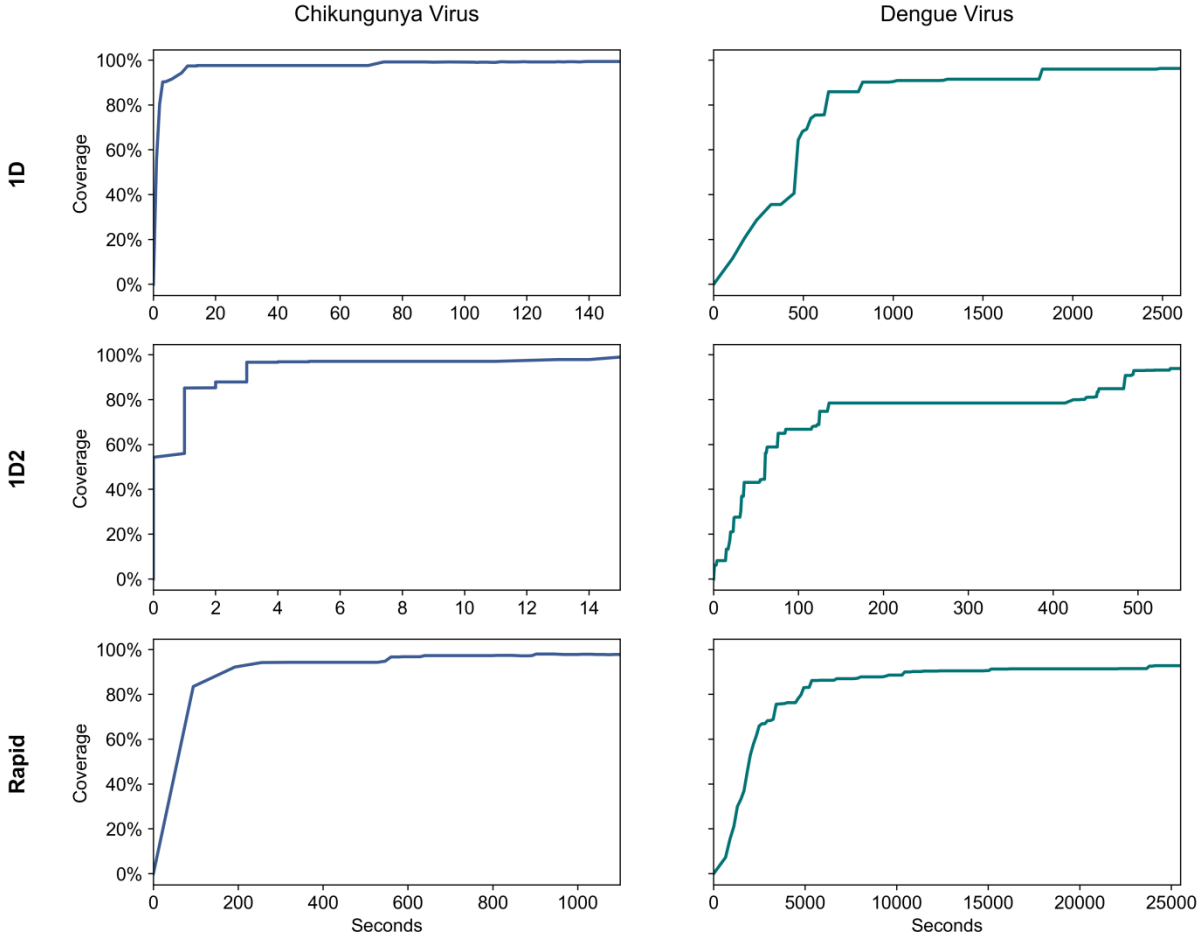 Chikungunya Virus
Dengue Virus
1D
Coverage
100%
80%
60%
40%
20%
0%
0 20 40 60 80 100 120 140
0 500 1000 1500 2000 2500
1D2
Coverage
100%
80%
60%
40%
20%
0%
0 2 4 6 8 10 12 14
0 100 200 300 400 500
Rapid
Coverage
100%
80%
60%
40%
20%
0%
0 200 400 600 800 1000
Seconds
0 5000 10000 15000 20000 25000
Seconds